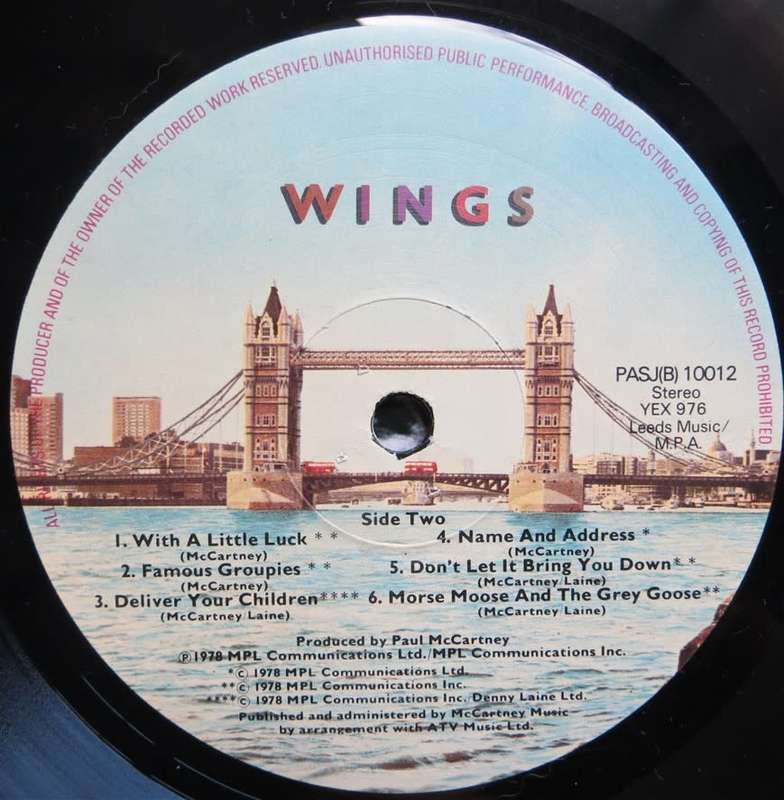 ALL RIGHTS OF THE PRODUCER AND OF THE OWNER OF THE RECORDED WORK RESERVED. UNAUTHORISED PUBLIC PERFORMANCE, BROADCASTING AND COPYING OF THIS RECORD PROHIBITED
WINGS
PASJ(B) 10012
Stereo
YEX 976
Leeds Music/
M.P.A.
Side Two
1. With A Little Luck * *
(McCartney)
2. Famous Groupies * *
(McCartney)
3. Deliver Your Children****
(McCartney Laine)
4. Name And Address *
(McCartney)
5. Don't Let It Bring You Down* *
(McCartney Laine)
6. Morse Moose And The Grey Goose**
(McCartney Laine)
Produced by Paul McCartney
Ⓟ1978 MPL Communications Ltd./MPL Communications Inc.
*© 1978 MPL Communications Ltd.
**© 1978 MPL Communications Inc.
****© 1978 MPL Communications Inc. Denny Laine Ltd.
Published and administered by McCartney Music
by arrangement with ATV Music Ltd.